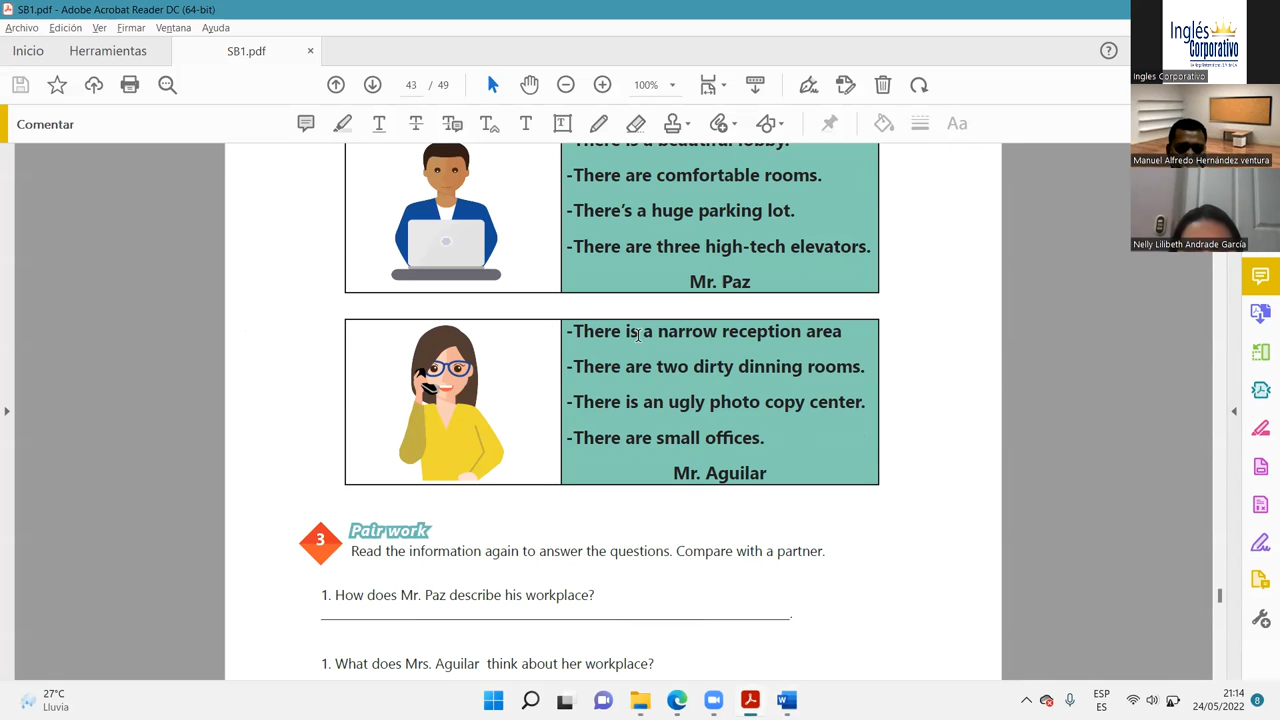 SB1.pdf - Adobe Acrobat Reader DC (64-bit)
Archivo Edición Ver Firmar Ventana Ayuda
Inicio Herramientas SB1.pdf ×
43 / 49 100%
Comentar
Inglés
Corporativo
Ingles Corporativo
Manuel Alfredo Hernández ventura
Nelly Lilibeth Andrade García
-There is a beautiful lobby.
-There are comfortable rooms.
-There's a huge parking lot.
-There are three high-tech elevators.
Mr. Paz
-There is a narrow reception area
-There are two dirty dinning rooms.
-There is an ugly photo copy center.
-There are small offices.
Mr. Aguilar
3 Pair work
Read the information again to answer the questions. Compare with a partner.
1. How does Mr. Paz describe his workplace?
1. What does Mrs. Aguilar think about her workplace?
27°C
Lluvia
ESP
ES
21:14
24/05/2022
8